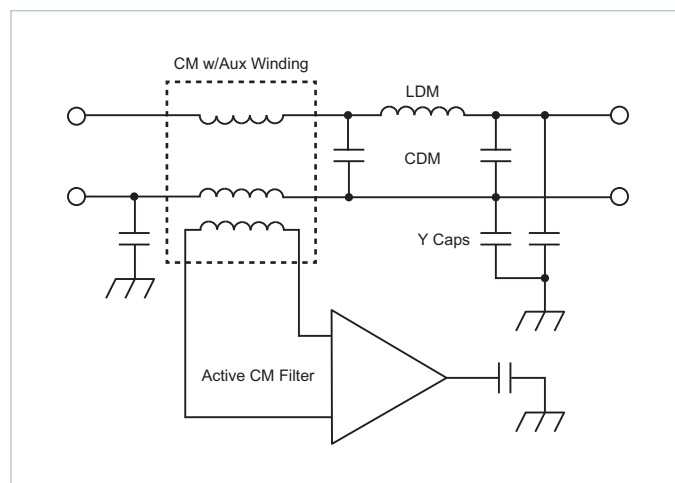 CM w/Aux Winding
LDM
CDM
Y Caps
Active CM Filter